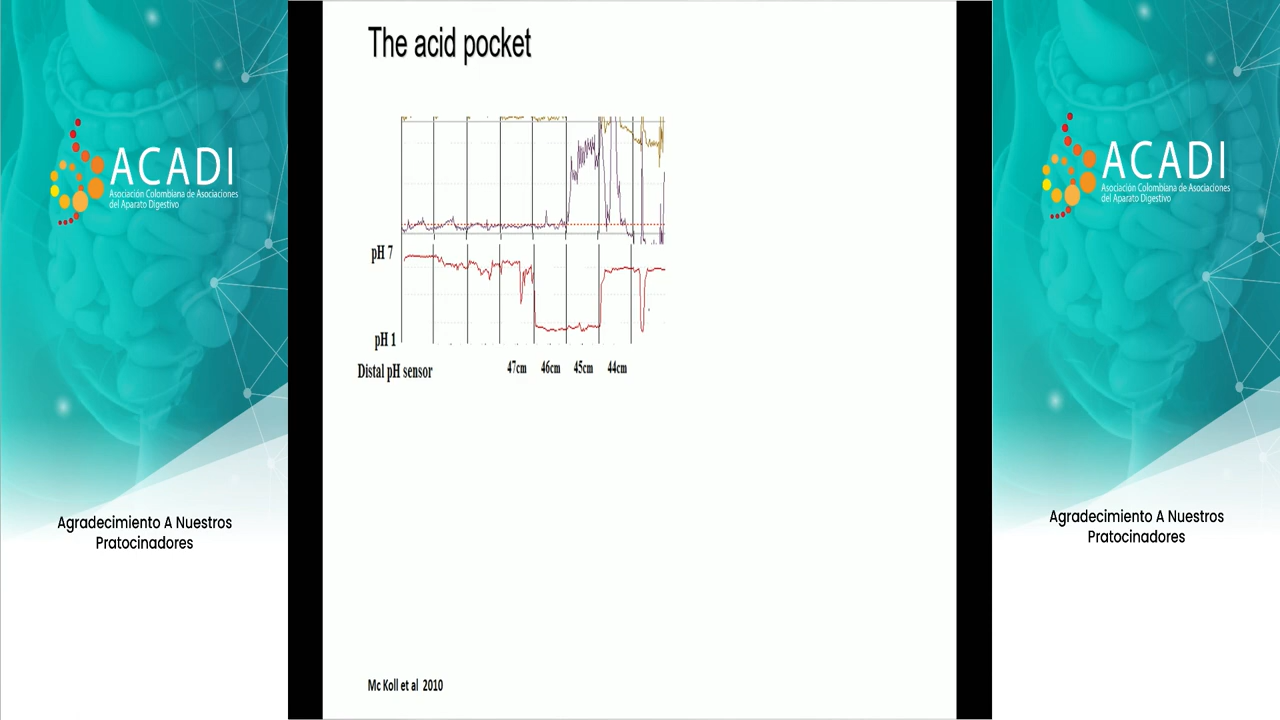 The acid pocket
ACADI
Asociación Colombiana de Asociaciones
del Aparato Digestivo
pH 7
pH 1
Distal pH sensor
47cm 46cm 45cm 44cm
Agradecimiento A Nuestros
Pratocinadores
Mc Koll et al 2010
ACADI
Asociación Colombiana de Asociaciones
del Aparato Digestivo
Agradecimiento A Nuestros
Pratocinadores